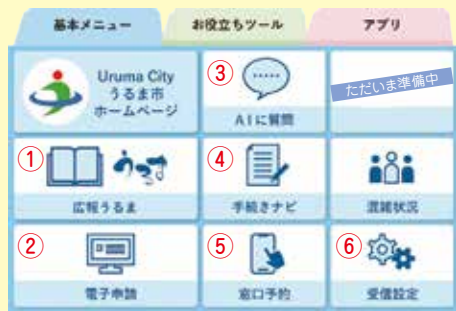 基本メニュー
お役立ちツール
アプリ
Uruma City
うるま市
ホームページ
③
AIに質問
ただいま準備中
①
広報うるま
④
手続きナビ
混雑状況
②
電子申請
⑤
窓口予約
⑥
受信設定